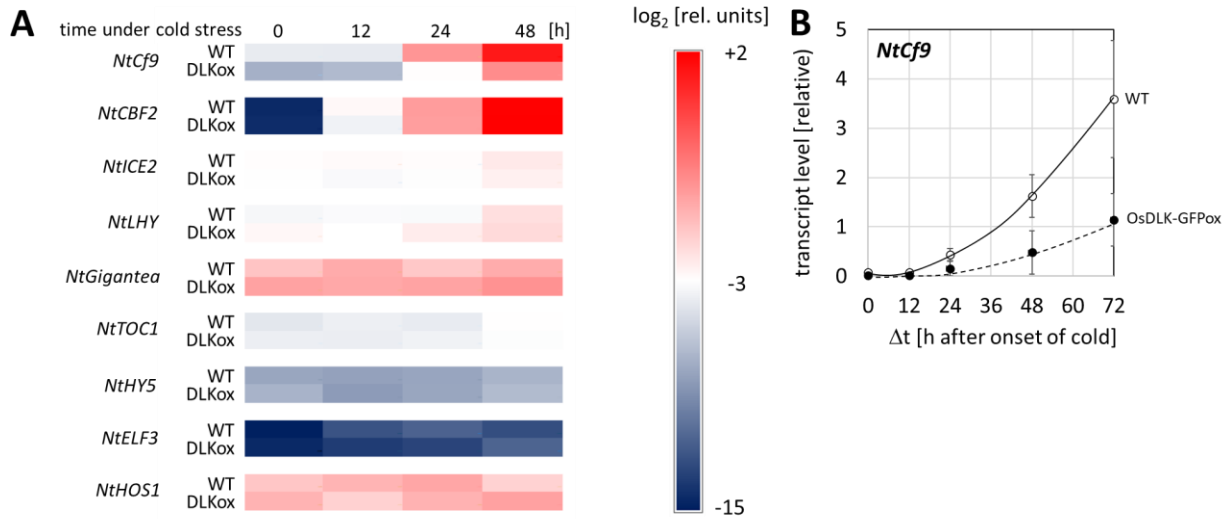 A
time under cold stress 0 12 24 48 [h]
NtCf9 WT
DLKox
NtCBF2 WT
DLKox
NtICE2 WT
DLKox
NtLHY WT
DLKox
NtGigantea WT
DLKox
NtTOC1 WT
DLKox
NtHY5 WT
DLKox
NtELF3 WT
DLKox
NtHOS1 WT
DLKox
log2 [rel. units]
+2
-3
-15
B
NtCf9
transcript level [relative]
5
4
3
2
1
0
WT
OsDLK-GFPox
0 12 24 36 48 60 72
Δt [h after onset of cold]